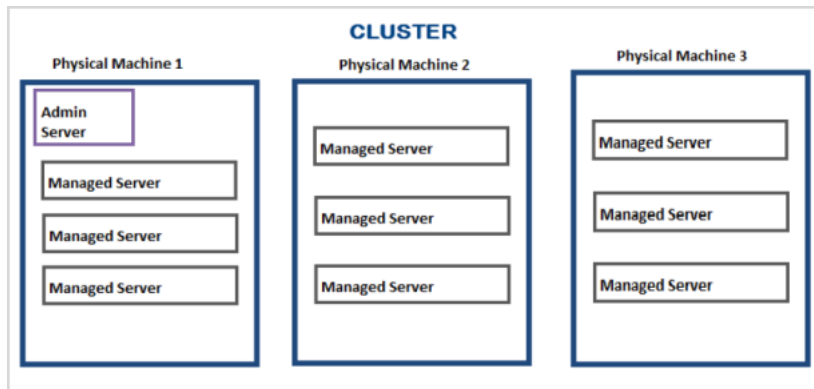 CLUSTER
Physical Machine 1
Admin
Server
Managed Server
Managed Server
Managed Server
Physical Machine 2
Managed Server
Managed Server
Managed Server
Physical Machine 3
Managed Server
Managed Server
Managed Server